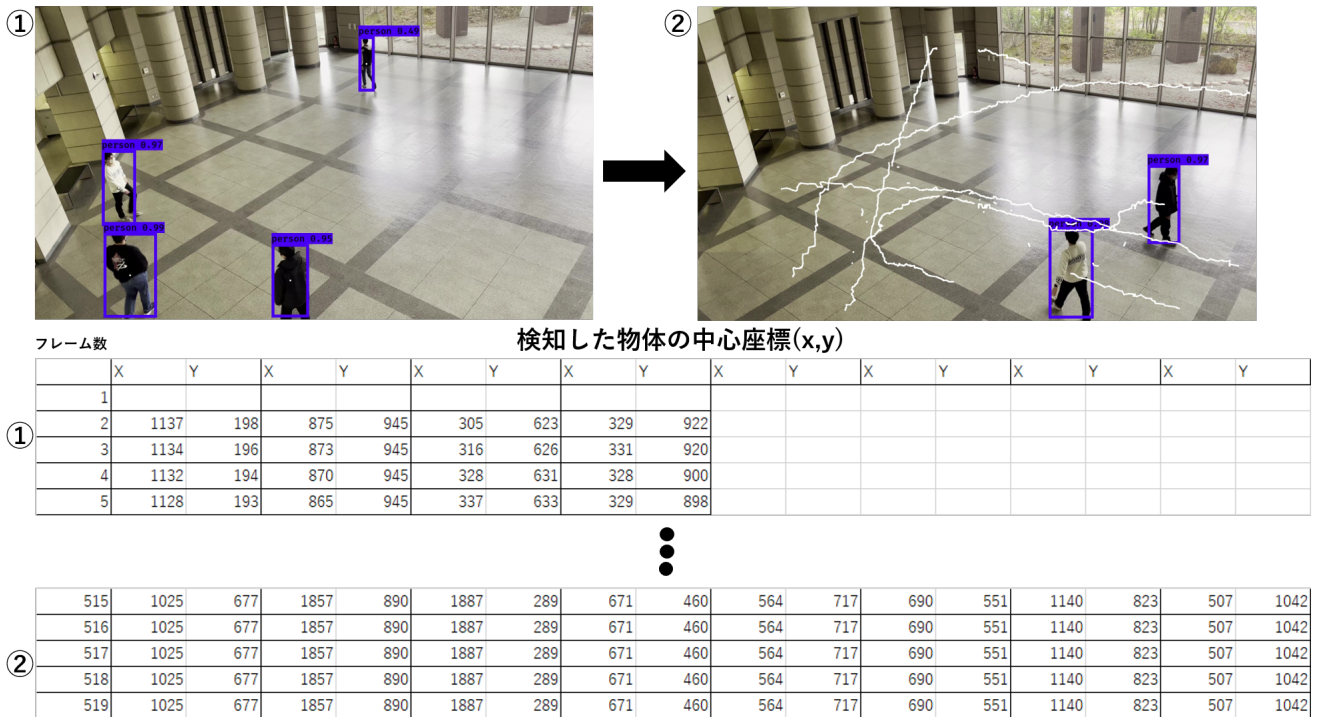 ① ②
person 0.49
person 0.97
person 0.99
person 0.95
person 0.97
person
検知した物体の中心座標(x,y)
フレーム数
X Y X Y X Y X Y X Y X Y X Y X Y
①
1
2 1137 198 875 945 305 623 329 922
3 1134 196 873 945 316 626 331 920
4 1132 194 870 945 328 631 328 900
5 1128 193 865 945 337 633 329 898
②
515 1025 677 1857 890 1887 289 671 460 564 717 690 551 1140 823 507 1042
516 1025 677 1857 890 1887 289 671 460 564 717 690 551 1140 823 507 1042
517 1025 677 1857 890 1887 289 671 460 564 717 690 551 1140 823 507 1042
518 1025 677 1857 890 1887 289 671 460 564 717 690 551 1140 823 507 1042
519 1025 677 1857 890 1887 289 671 460 564 717 690 551 1140 823 507 1042